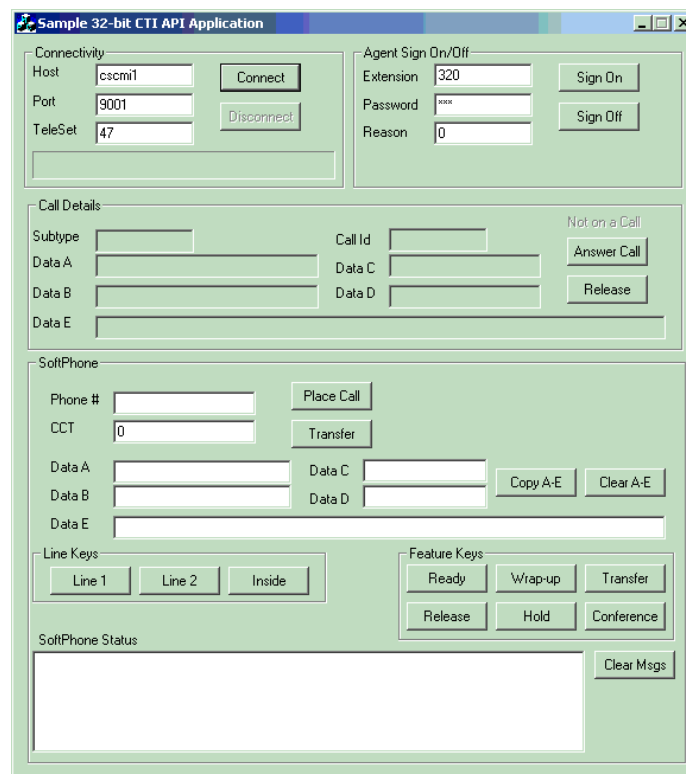 Sample 32-bit CTI API Application
Connectivity
Host cscmi1 Connect
Port 9001 Disconnect
TeleSet 47
Agent Sign On/Off
Extension 320 Sign On
Password ××× Sign Off
Reason 0
Call Details
Not on a Call
Subtype Call Id Answer Call
Data A Data C
Data B Data D Release
Data E
SoftPhone
Phone # Place Call
CCT 0 Transfer
Data A Data C Copy A-E Clear A-E
Data B Data D
Data E
Line Keys
Line 1 Line 2 Inside
Feature Keys
Ready Wrap-up Transfer
Release Hold Conference
SoftPhone Status
Clear Msgs